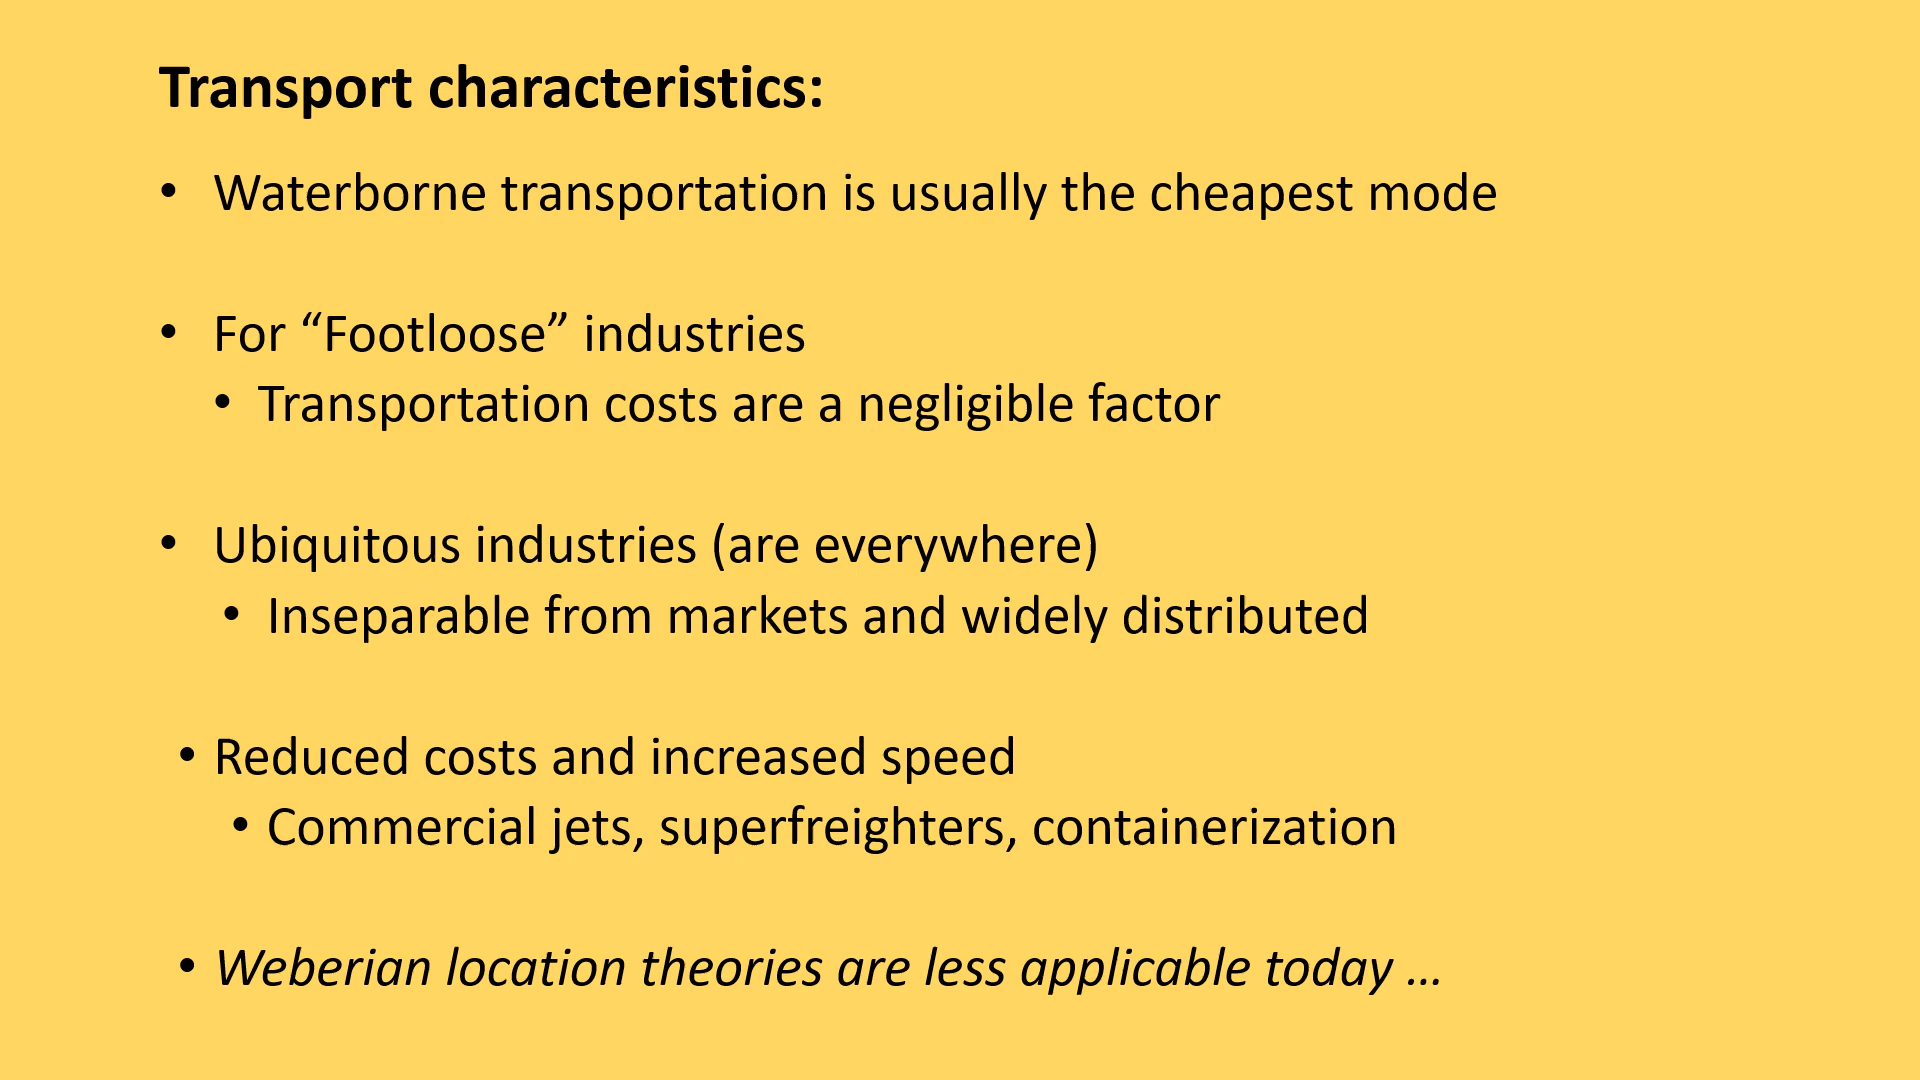 Transport characteristics:
• Waterborne transportation is usually the cheapest mode
• For “Footloose” industries
• Transportation costs are a negligible factor
• Ubiquitous industries (are everywhere)
• Inseparable from markets and widely distributed
• Reduced costs and increased speed
• Commercial jets, superfreighters, containerization
• Weberian location theories are less applicable today …